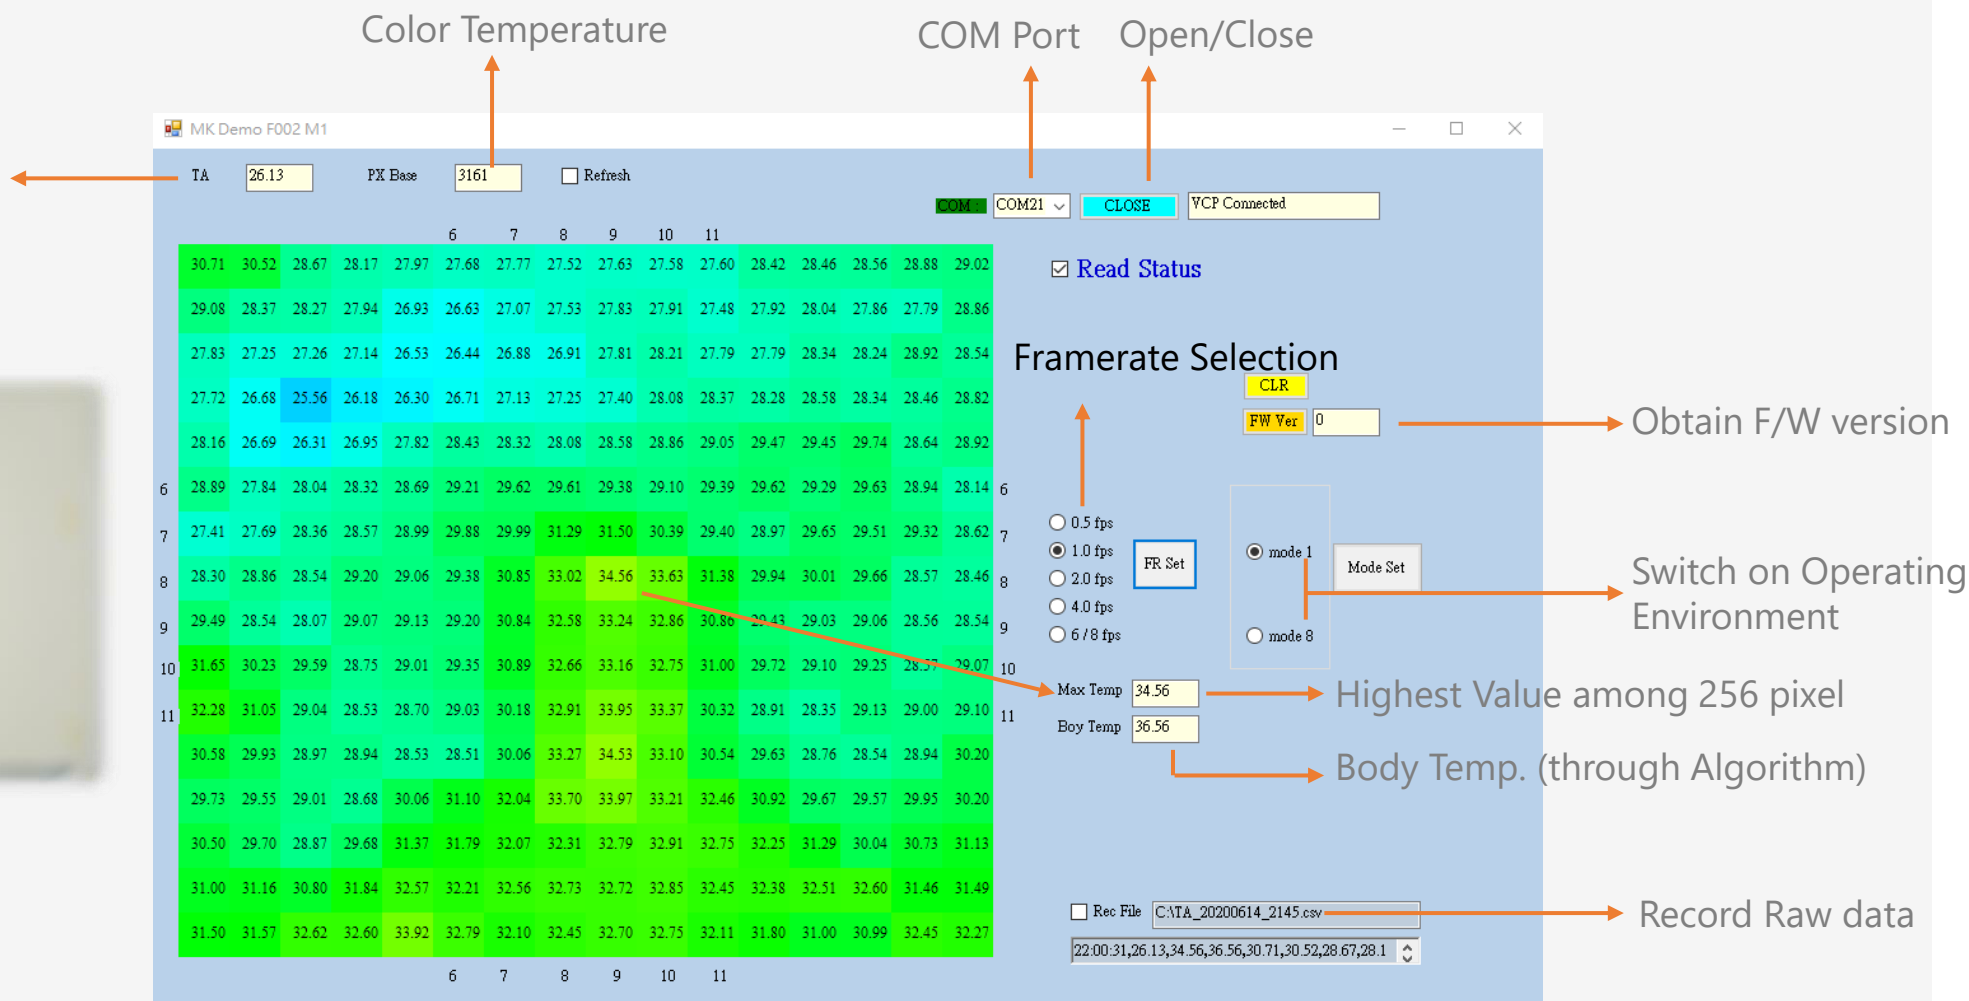 Color Temperature
COM Port Open/Close
MK Demo F002 M1
TA 26.13 PX Base 3161 Refresh
COM: COM21 CLOSE VCP Connected
6 7 8 9 10 11
30.71 30.52 28.67 28.17 27.97 27.68 27.77 27.52 27.63 27.58 27.60 28.42 28.46 28.56 28.88 29.02
Read Status
29.08 28.37 28.27 27.94 26.93 26.63 27.07 27.53 27.83 27.91 27.48 27.92 28.04 27.86 27.79 28.86
27.83 27.25 27.26 27.14 26.53 26.44 26.88 26.91 27.81 28.21 27.79 27.79 28.34 28.24 28.92 28.54
Framerate Selection
CLR
27.72 26.68 25.56 26.18 26.30 26.71 27.13 27.25 27.40 28.08 28.37 28.28 28.58 28.34 28.46 28.82
FW Ver 0 Obtain F/W version
28.16 26.69 26.31 26.95 27.82 28.43 28.32 28.08 28.58 28.86 29.05 29.47 29.45 29.74 28.64 28.92
6 28.89 27.84 28.04 28.32 28.69 29.21 29.62 29.61 29.38 29.10 29.39 29.62 29.29 29.63 28.94 28.14 6
7 27.41 27.69 28.36 28.57 28.99 29.88 29.99 31.29 31.50 30.39 29.40 28.97 29.65 29.51 29.32 28.62 7
8 28.30 28.86 28.54 29.20 29.06 29.38 30.85 33.02 34.56 33.63 31.38 29.94 30.01 29.66 28.57 28.46 8
9 29.49 28.54 28.07 29.07 29.13 29.20 30.84 32.58 33.24 32.86 30.86 29.43 29.03 29.06 28.56 28.54 9
10 31.65 30.23 29.59 28.75 29.01 29.35 30.89 32.66 33.16 32.75 31.00 29.72 29.10 29.25 28.57 29.07 10
11 32.28 31.05 29.04 28.53 28.70 29.03 30.18 32.91 33.95 33.37 30.32 28.91 28.35 29.13 29.00 29.10 11
30.58 29.93 28.97 28.94 28.53 28.51 30.06 33.27 34.53 33.10 30.54 29.63 28.76 28.54 28.94 30.20
29.73 29.55 29.01 28.68 30.06 31.10 32.04 33.70 33.97 33.21 32.46 30.92 29.67 29.57 29.95 30.20
30.50 29.70 28.87 29.68 31.37 31.79 32.07 32.31 32.79 32.91 32.75 32.25 31.29 30.04 30.73 31.13
31.00 31.16 30.80 31.84 32.57 32.21 32.56 32.73 32.72 32.85 32.45 32.38 32.51 32.60 31.46 31.49
31.50 31.57 32.62 32.60 33.92 32.79 32.10 32.45 32.70 32.75 32.11 31.80 31.00 30.99 32.45 32.27
6 7 8 9 10 11
0.5 fps
1.0 fps
2.0 fps
4.0 fps
6 / 8 fps
FR Set
mode 1
mode 8
Mode Set
Switch on Operating
Environment
Max Temp 34.56 Highest Value among 256 pixel
Boy Temp 36.56
Body Temp. (through Algorithm)
Rec File C:\TA_20200614_2145.csv Record Raw data
22:00:31,26.13,34.56,36.56,30.71,30.52,28.67,28.1